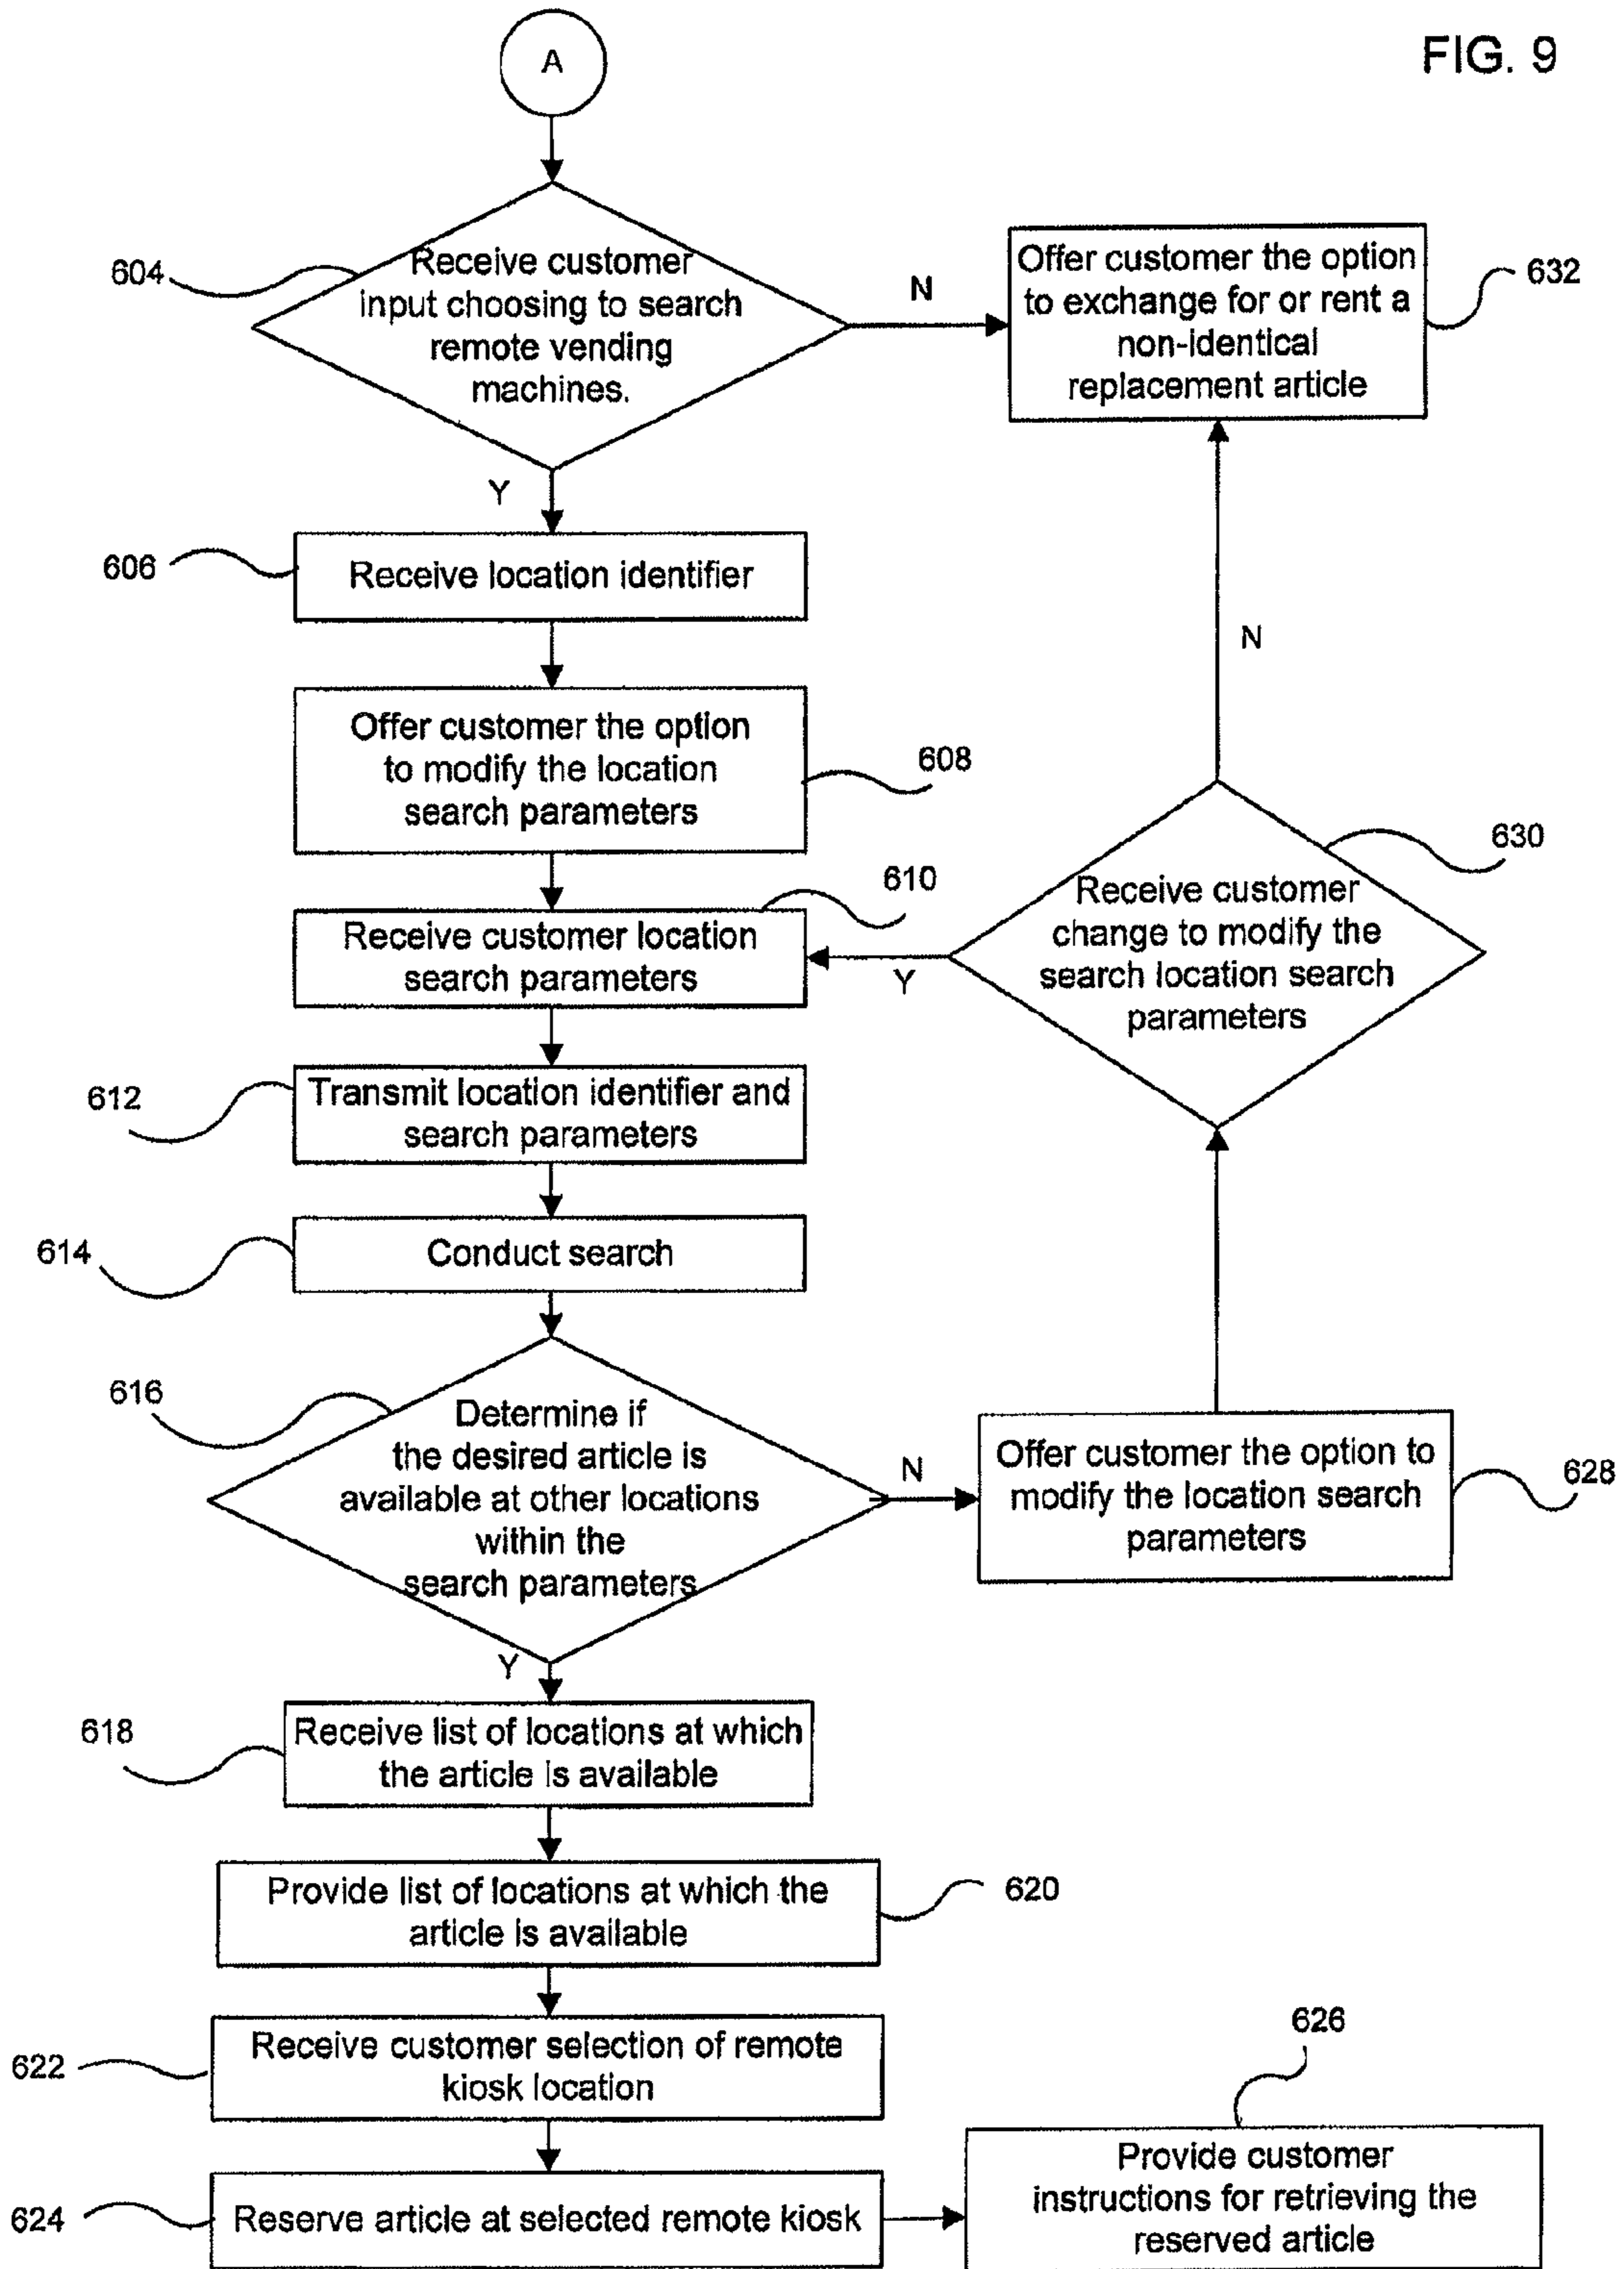 FIG. 9
A
604
Receive customer
input choosing to search
remote vending
machines.
N
Offer customer the option
to exchange for or rent a
non-identical
replacement article
632
Y
606
Receive location identifier
N
Offer customer the option
to modify the location
search parameters
608
630
610
Receive customer location
search parameters
Y
Receive customer
change to modify the
search location search
parameters
612
Transmit location identifier and
search parameters
614
Conduct search
616
Determine if
the desired article is
available at other locations
within the
search parameters
N
Offer customer the option to
modify the location search
parameters
628
Y
618
Receive list of locations at which
the article is available
Provide list of locations at which the
article is available
620
622
Receive customer selection of remote
kiosk location
626
624
Reserve article at selected remote kiosk
Provide customer
instructions for retrieving the
reserved article